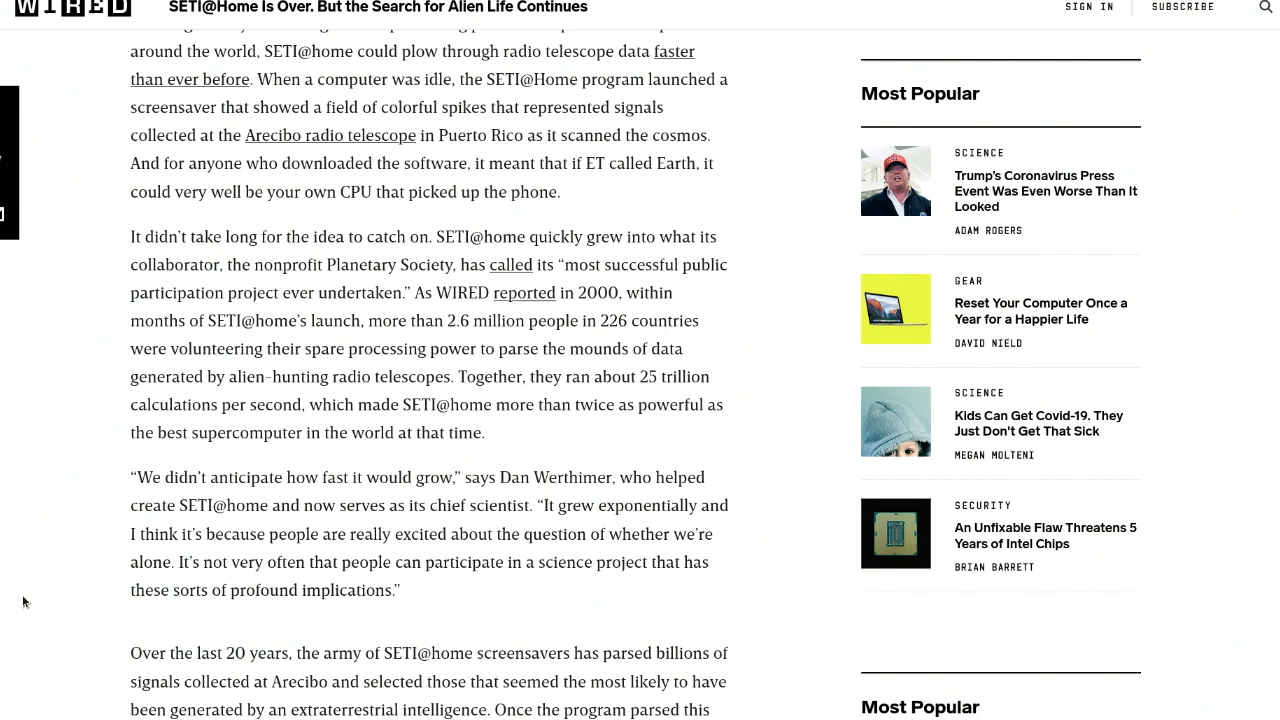 WIRED
SETI@Home Is Over. But the Search for Alien Life Continues
SIGN IN
SUBSCRIBE
around the world, SETI@home could plow through radio telescope data faster
than ever before. When a computer was idle, the SETI@Home program launched a
screensaver that showed a field of colorful spikes that represented signals
collected at the Arecibo radio telescope in Puerto Rico as it scanned the cosmos.
And for anyone who downloaded the software, it meant that if ET called Earth, it
could very well be your own CPU that picked up the phone.
It didn’t take long for the idea to catch on. SETI@home quickly grew into what its
collaborator, the nonprofit Planetary Society, has called its “most successful public
participation project ever undertaken.” As WIRED reported in 2000, within
months of SETI@home’s launch, more than 2.6 million people in 226 countries
were volunteering their spare processing power to parse the mounds of data
generated by alien-hunting radio telescopes. Together, they ran about 25 trillion
calculations per second, which made SETI@home more than twice as powerful as
the best supercomputer in the world at that time.
“We didn’t anticipate how fast it would grow,” says Dan Werthimer, who helped
create SETI@home and now serves as its chief scientist. “It grew exponentially and
I think it’s because people are really excited about the question of whether we’re
alone. It’s not very often that people can participate in a science project that has
these sorts of profound implications.”
Over the last 20 years, the army of SETI@home screensavers has parsed billions of
signals collected at Arecibo and selected those that seemed the most likely to have
been generated by an extraterrestrial intelligence. Once the program parsed this
Most Popular
SCIENCE
Trump’s Coronavirus Press
Event Was Even Worse Than It
Looked
ADAM ROGERS
GEAR
Reset Your Computer Once a
Year for a Happier Life
DAVID NIELD
SCIENCE
Kids Can Get Covid-19. They
Just Don't Get That Sick
MEGAN MOLTENI
SECURITY
An Unfixable Flaw Threatens 5
Years of Intel Chips
BRIAN BARRETT
Most Popular